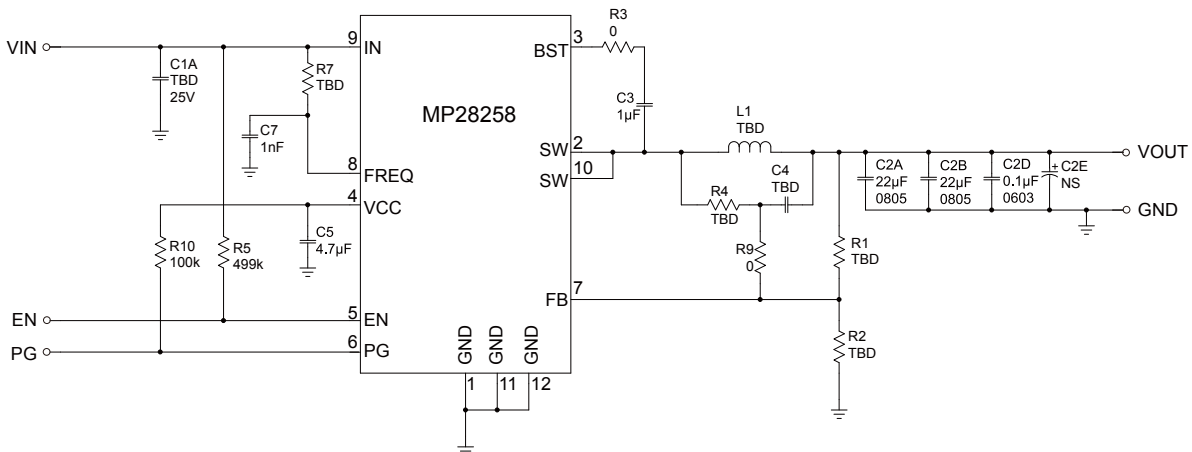 VIN
C1A
TBD
25V
R7
TBD
C7
1nF
9
IN
8
FREQ
4
VCC
R10
100k
R5
499k
C5
4.7µF
EN
5
EN
PG
6
PG
MP28258
GND
GND
GND
1
11
12
3
BST
R3
0
C3
1µF
2
SW
10
SW
L1
TBD
R4
TBD
C4
TBD
R9
0
7
FB
R1
TBD
R2
TBD
C2A
22µF
0805
C2B
22µF
0805
C2D
0.1µF
0603
+
C2E
NS
VOUT
GND